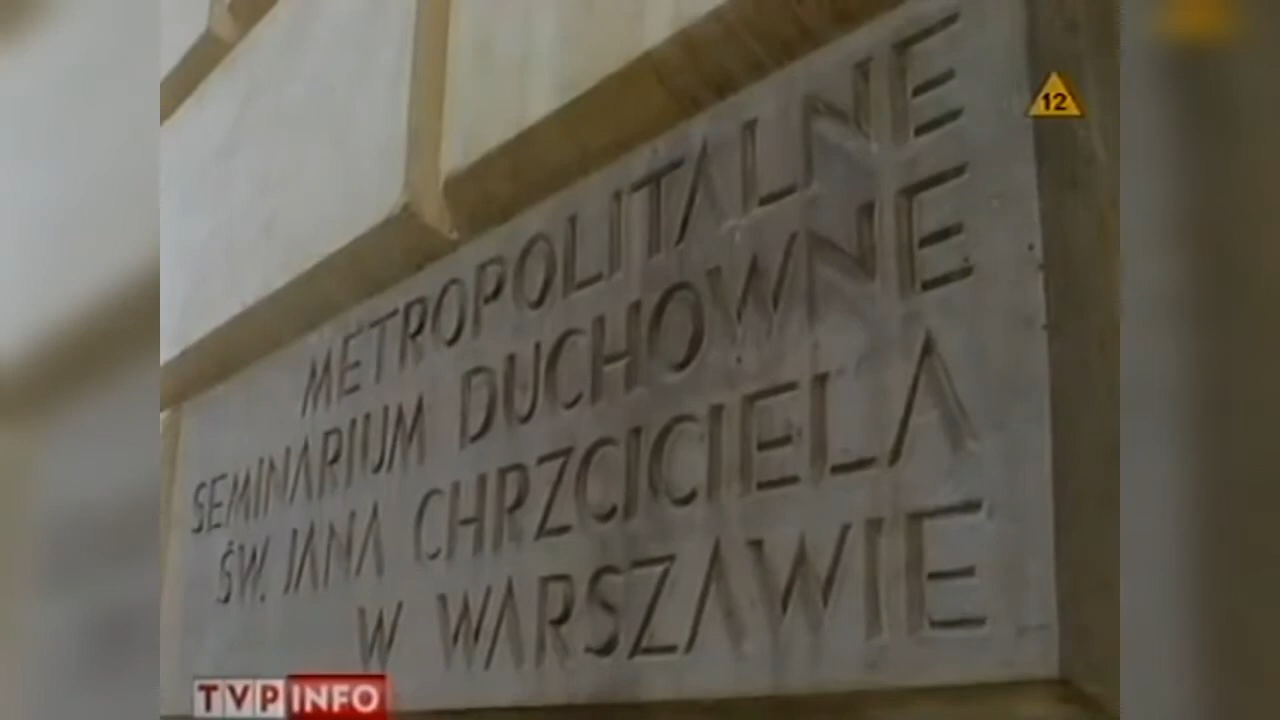 12
METROPOLITALNE
SEMINARIUM DUCHOWNE
ŚW. JANA CHRZCICIELA
W WARSZAWIE
TVP INFO